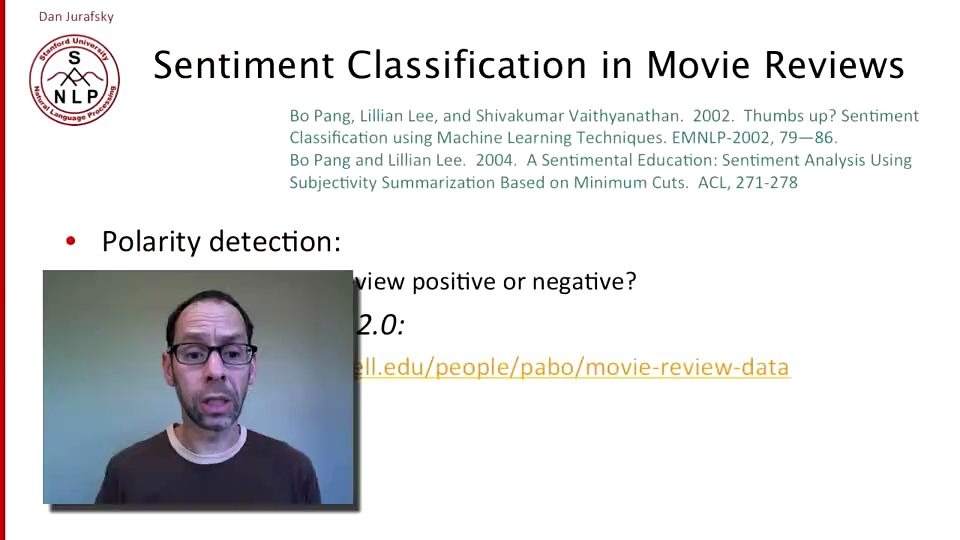 Dan Jurafsky
Stanford University
S
NLP
Natural Language Processing
Sentiment Classification in Movie Reviews
Bo Pang, Lillian Lee, and Shivakumar Vaithyanathan. 2002. Thumbs up? Sentiment
Classification using Machine Learning Techniques. EMNLP-2002, 79—86.
Bo Pang and Lillian Lee. 2004. A Sentimental Education: Sentiment Analysis Using
Subjectivity Summarization Based on Minimum Cuts. ACL, 271-278
• Polarity detection:
view positive or negative?
2.0:
ell.edu/people/pabo/movie-review-data